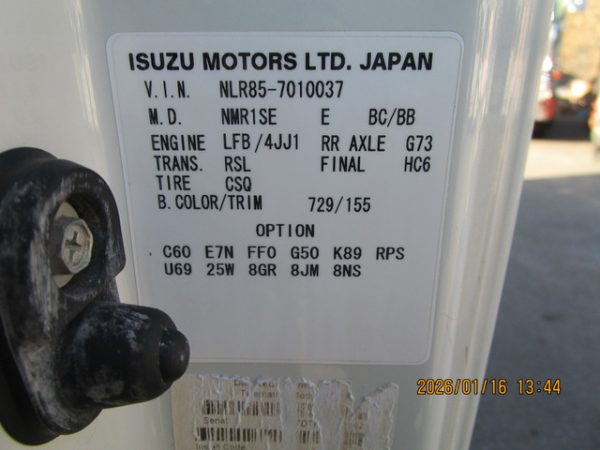 ISUZU MOTORS LTD. JAPAN
V.I.N. NLR85-7010037
M.D. NMR1SE E BC/BB
ENGINE LFB/4JJ1 RR AXLE G73
TRANS. RSL FINAL HC6
TIRE CSQ
B.COLOR/TRIM 729/155
OPTION
C60 E7N FF0 G50 K89 RPS
U69 25W 8GR 8JM 8NS
2026/01/16 13:44
Serial